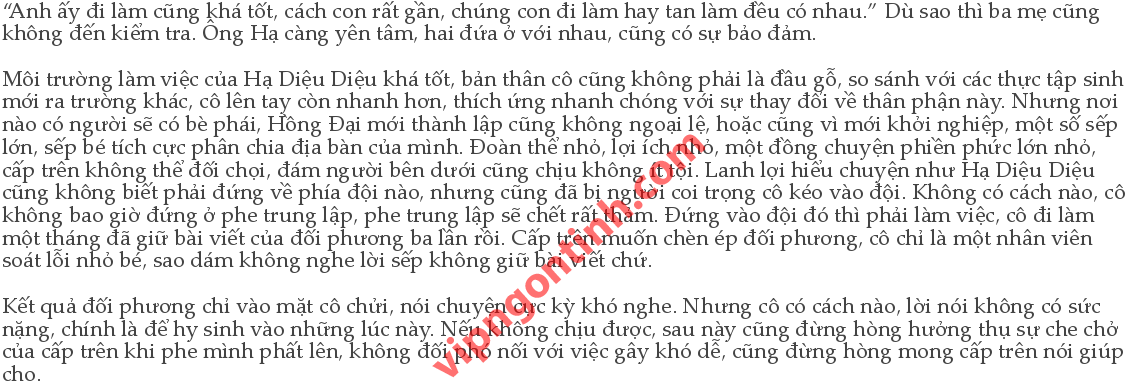 “Anh ấy đi làm cũng khá tốt, cách con rất gần, chúng con đi làm hay tan làm đều có nhau.” Dù sao thì ba mẹ cũng
không đến kiểm tra. Ông Hạ càng yên tâm, hai đứa ở với nhau, cũng có sự bảo đảm.
Môi trường làm việc của Hạ Diệu Diệu khá tốt, bản thân cô cũng không phải là đầu gỗ, so sánh với các thực tập sinh
mới ra trường khác, cô lên tay còn nhanh hơn, thích ứng nhanh chóng với sự thay đổi về thân phận này. Nhưng nơi
nào có người sẽ có bè phái, Hồng Đại mới thành lập cũng không ngoại lệ, hoặc cũng vì mới khởi nghiệp, một số sếp
lớn, sếp bé tích cực phân chia địa bàn của mình. Đoàn thể nhỏ, lợi ích nhỏ, một đồng chuyện phiền phức lớn nhỏ,
cấp trên không thể đối chọi, đám người bên dưới cũng chịu không ít tội. Lanh lợi hiểu chuyện như Hạ Diệu Diệu
cũng không biết phải đứng về phía đội nào, nhưng cũng đã bị người coi trọng cô kéo vào đội. Không có cách nào, cô
không bao giờ đứng ở phe trung lập, phe trung lập sẽ chết rất thảm. Đứng vào đội đó thì phải làm việc, cô đi làm
một tháng đã giữ bài viết của đối phương ba lần rồi. Cấp trên muốn chèn ép đối phương, cô chỉ là một nhân viên
soát lỗi nhỏ bé, sao dám không nghe lời sếp không giữ bài viết chứ.
Kết quả đối phương chỉ vào mặt cô chửi, nói chuyện cực kỳ khó nghe. Nhưng cô có cách nào, lời nói không có sức
nặng, chính là để hy sinh vào những lúc này. Nếu không chịu được, sau này cũng đừng hòng hưởng thụ sự che chở
của cấp trên khi phe mình phất lên, không đối phó nối với việc gây khó dễ, cũng đừng hòng mong cấp trên nói giúp
cho.
vipngontinh.com